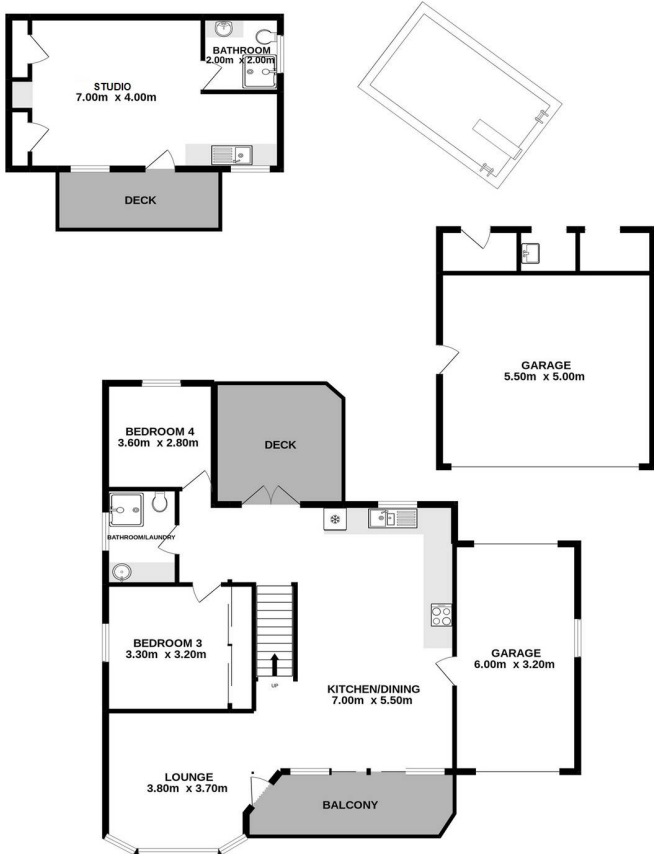 BATHROOM
2.00m x 2.00m
STUDIO
7.00m x 4.00m
DECK
GARAGE
5.50m x 5.00m
BEDROOM 4
3.60m x 2.80m
DECK
BATHROOM/LAUNDRY
BEDROOM 3
3.30m x 3.20m
UP
GARAGE
6.00m x 3.20m
KITCHEN/DINING
7.00m x 5.50m
LOUNGE
3.80m x 3.70m
BALCONY